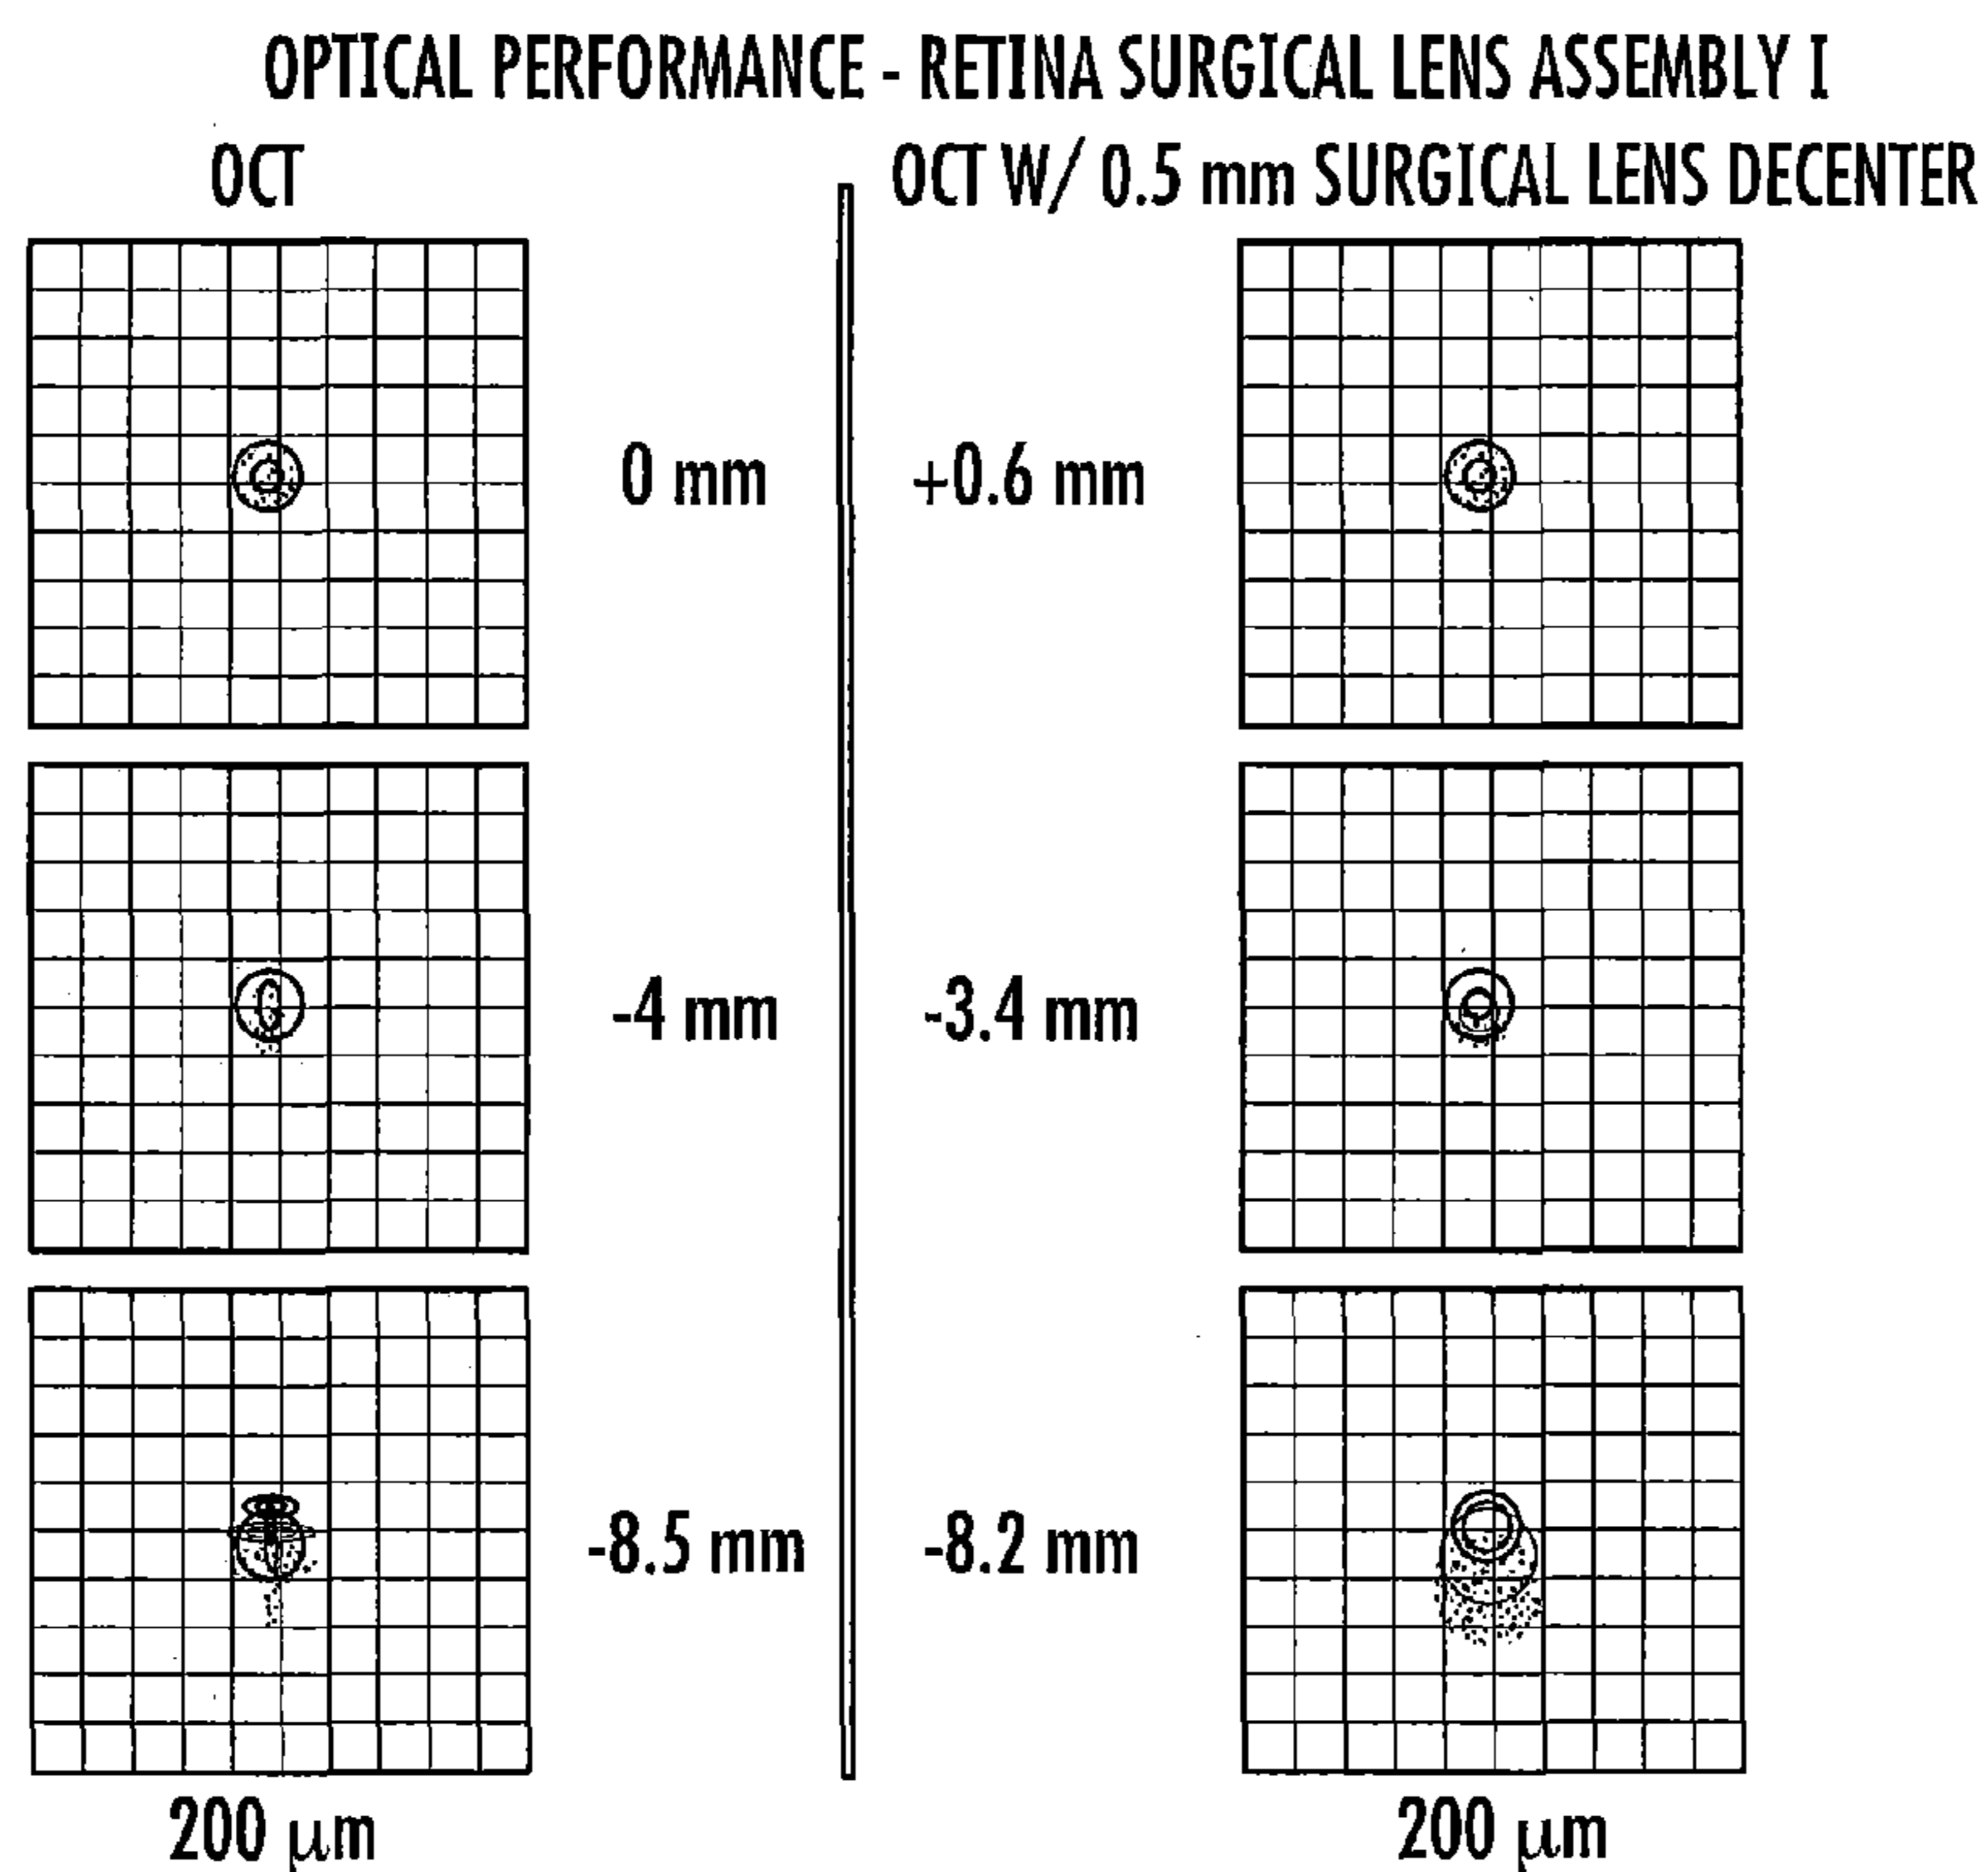 OPTICAL PERFORMANCE - RETINA SURGICAL LENS ASSEMBLY I
OCT
OCT W/ 0.5 mm SURGICAL LENS DECENTER
0 mm
+0.6 mm
-4 mm
-3.4 mm
-8.5 mm
-8.2 mm
200 μm
200 μm